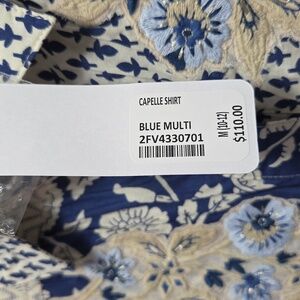 CAPELLE SHIRT
BLUE MULTI
2FV4330701
M (10-12)
$110.00